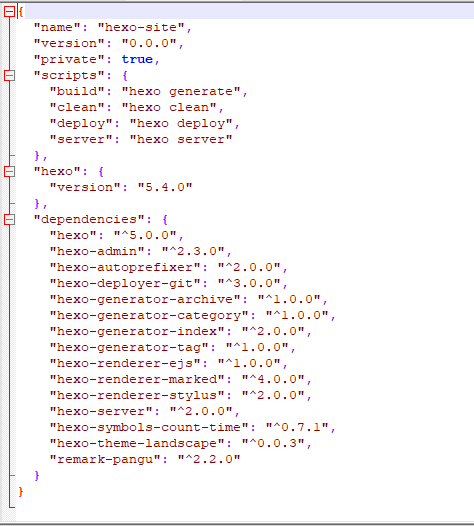 {
"name": "hexo-site",
"version": "0.0.0",
"private": true,
"scripts": {
"build": "hexo generate",
"clean": "hexo clean",
"deploy": "hexo deploy",
"server": "hexo server"
},
"hexo": {
"version": "5.4.0"
},
"dependencies": {
"hexo": "^5.0.0",
"hexo-admin": "^2.3.0",
"hexo-autoprefixer": "^2.0.0",
"hexo-deployer-git": "^3.0.0",
"hexo-generator-archive": "^1.0.0",
"hexo-generator-category": "^1.0.0",
"hexo-generator-index": "^2.0.0",
"hexo-generator-tag": "^1.0.0",
"hexo-renderer-ejs": "^1.0.0",
"hexo-renderer-marked": "^4.0.0",
"hexo-renderer-stylus": "^2.0.0",
"hexo-server": "^2.0.0",
"hexo-symbols-count-time": "^0.7.1",
"hexo-theme-landscape": "^0.0.3",
"remark-pangu": "^2.2.0"
}
}